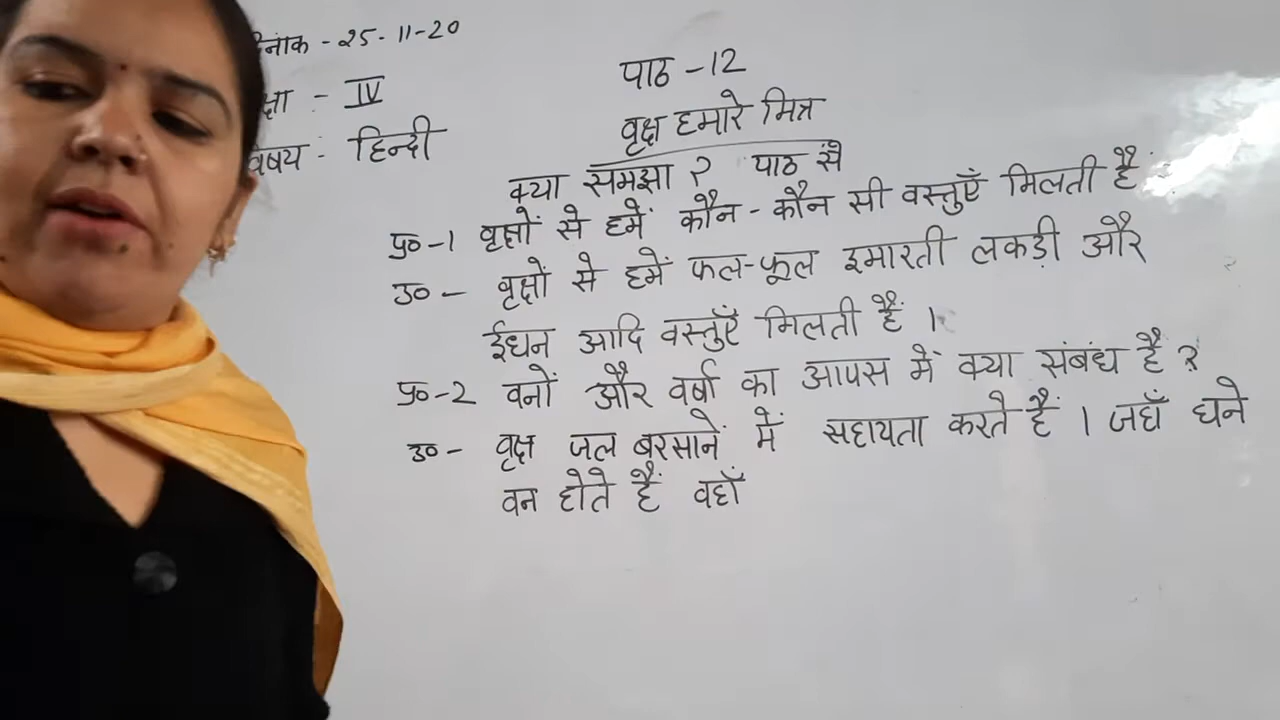 दिनाक - 25-11-20
क्षा - IV
विषय - हिन्दी
पाठ - 12
वृक्ष हमारे मित्र
क्या समझा ? पाठ से
प्र० -1 वृक्षों से हमें कौन - कौन सी वस्तुएँ मिलती हैं
उ० - वृक्षों से हमें फल-फूल इमारती लकड़ी और
ईधन आदि वस्तुएँ मिलती हैं ।
प्र० -2 वनों और वर्षा का आपस में क्या संबंध है ?
उ० - वृक्ष जल बरसानें में सहायता करते हैं । जहाँ घने
वन होते हैं वहाँ